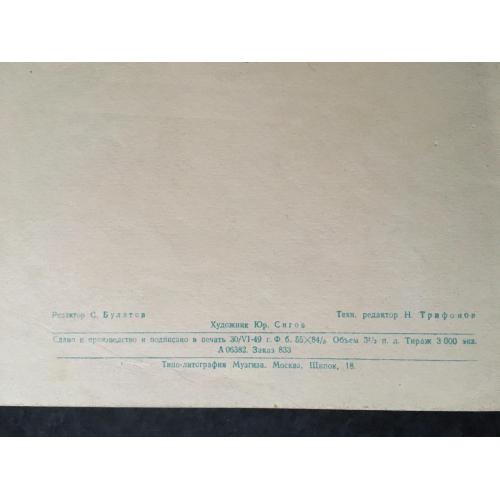 Редактор С. Булатов
Техн. редактор Н. Трифонов
Художник Юр. Сигов
Сдано в производство и подписано в печать 30/VI-49 г. Ф. б. 55×84/₈ Объем 3½ п. л. Тираж 3 000 экз.
А 06382. Заказ 833
Типо-литография Музгиза. Москва, Щипок, 18.